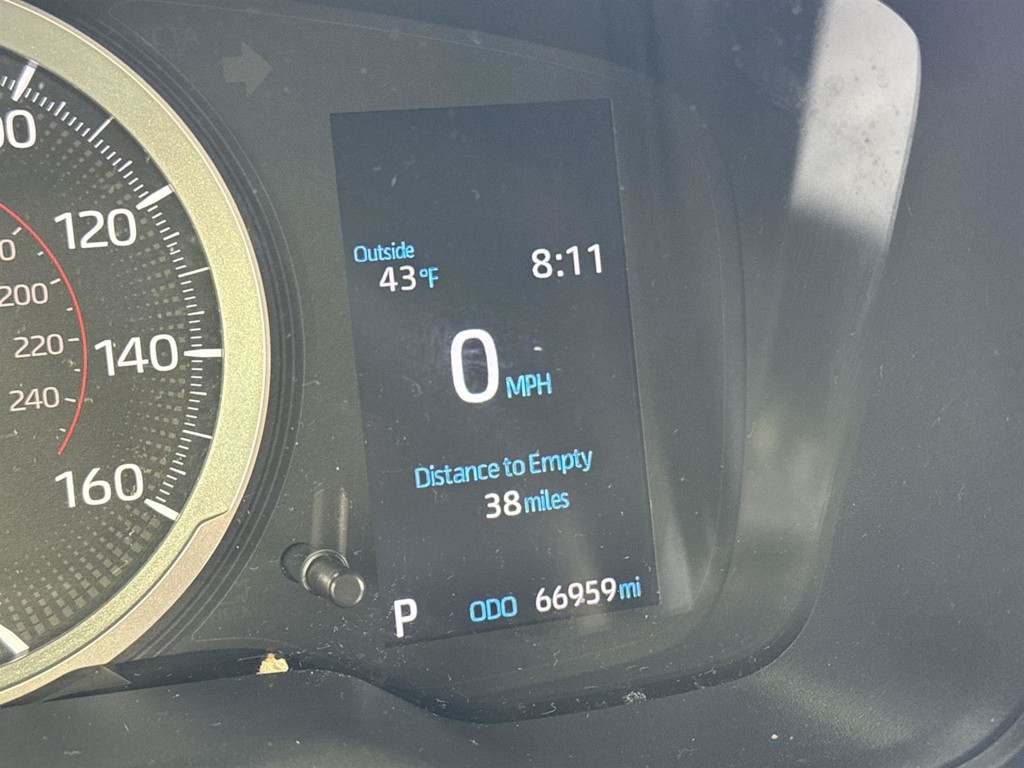 120
200
220
140
240
160
Outside
43°F
8:11
0 MPH
Distance to Empty
38 miles
P ODO 66959 mi